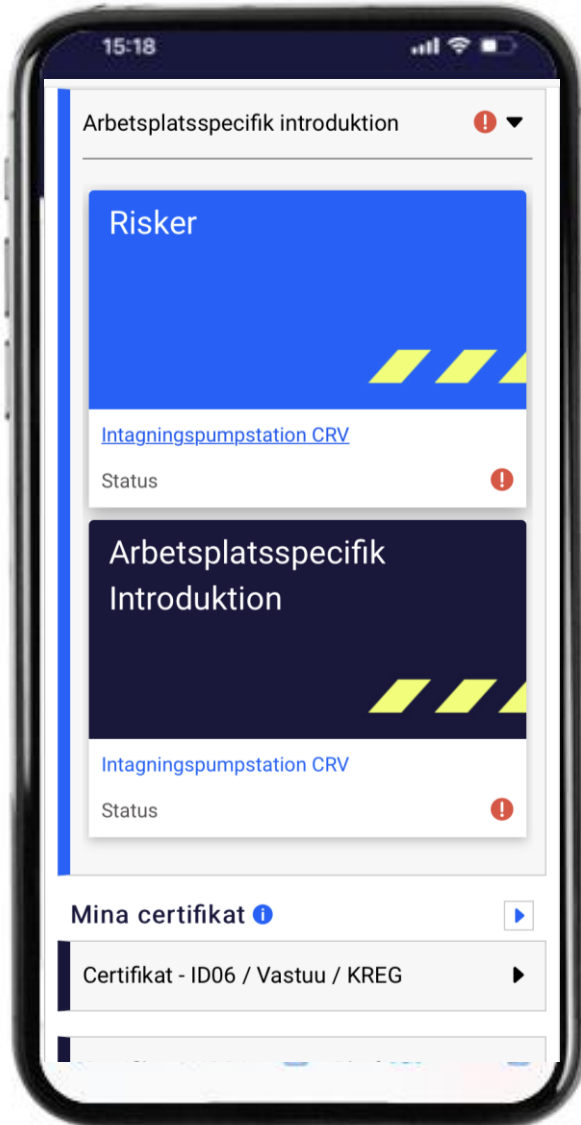 15:18
Arbetsplatsspecifik introduktion
Risker
Intagningspumpstation CRV
Status
Arbetsplatsspecifik
Introduktion
Intagningspumpstation CRV
Status
Mina certifikat
Certifikat - ID06 / Vastuu / KREG